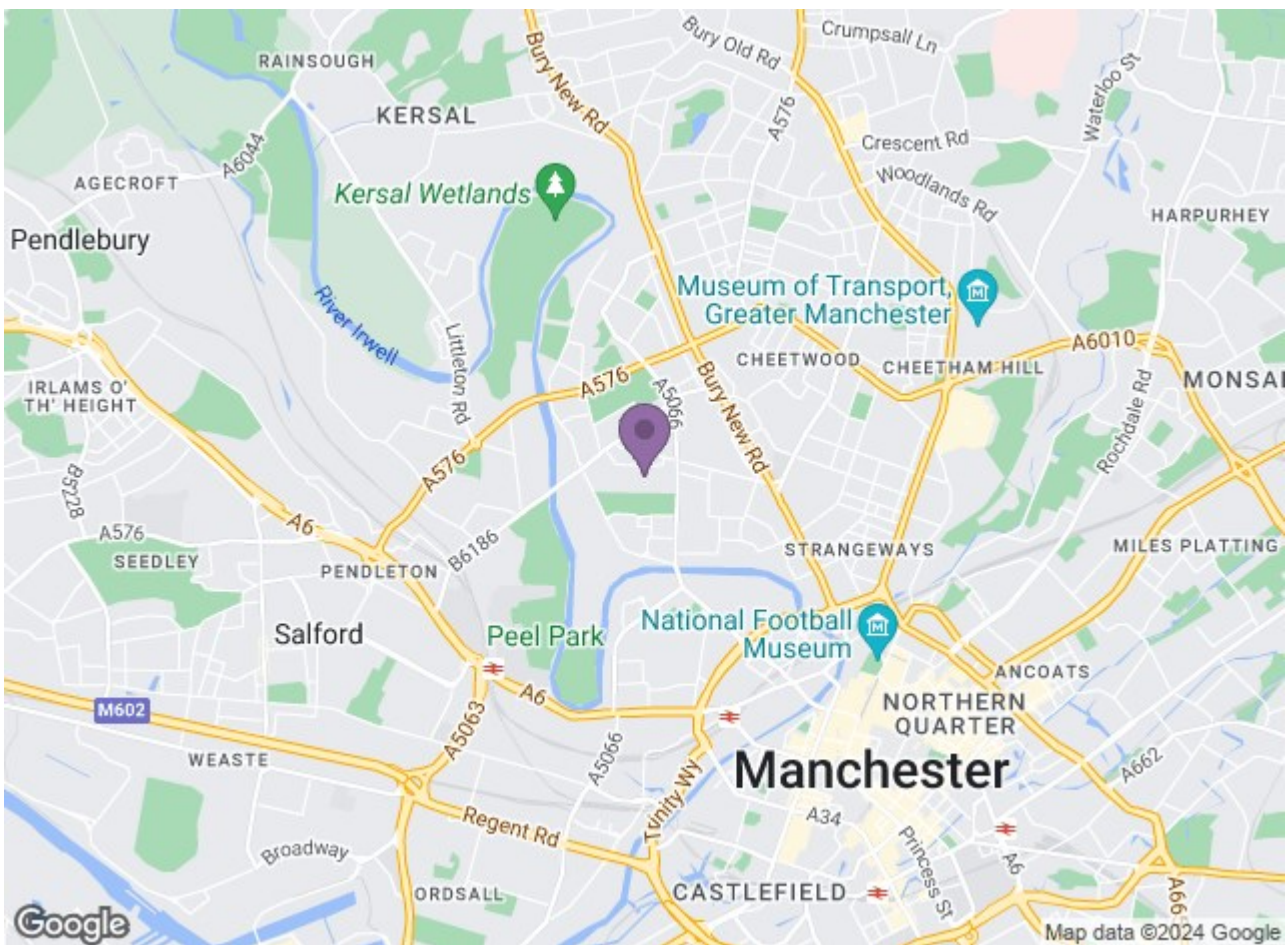 Bury Old Rd
Crumpsall Ln
RAINSOUGH
Bury New Rd
A576
Waterloo St
KERSAL
Crescent Rd
A6044
AGECROFT
Kersal Wetlands
Woodlands Rd
HARPURHEY
Pendlebury
Museum of Transport,
Greater Manchester
River Irwell
Littleton Rd
CHEETWOOD
CHEETHAM HILL
A6010
MONSAL
IRLAMS O'
TH' HEIGHT
A576
A5066
Bury New Rd
Rochdale Rd
B5228
A576
A6
A576
SEEDLEY
PENDLETON
B6186
STRANGEWAYS
MILES PLATTING
Salford
Peel Park
National Football
Museum
ANCOATS
M602
A6
NORTHERN
QUARTER
WEASTE
A5063
A5066
Trinity Wy
Manchester
A662
Regent Rd
A34
Princess St
A6
Broadway
ORDSALL
CASTLEFIELD
Google
Map data ©2024 Google